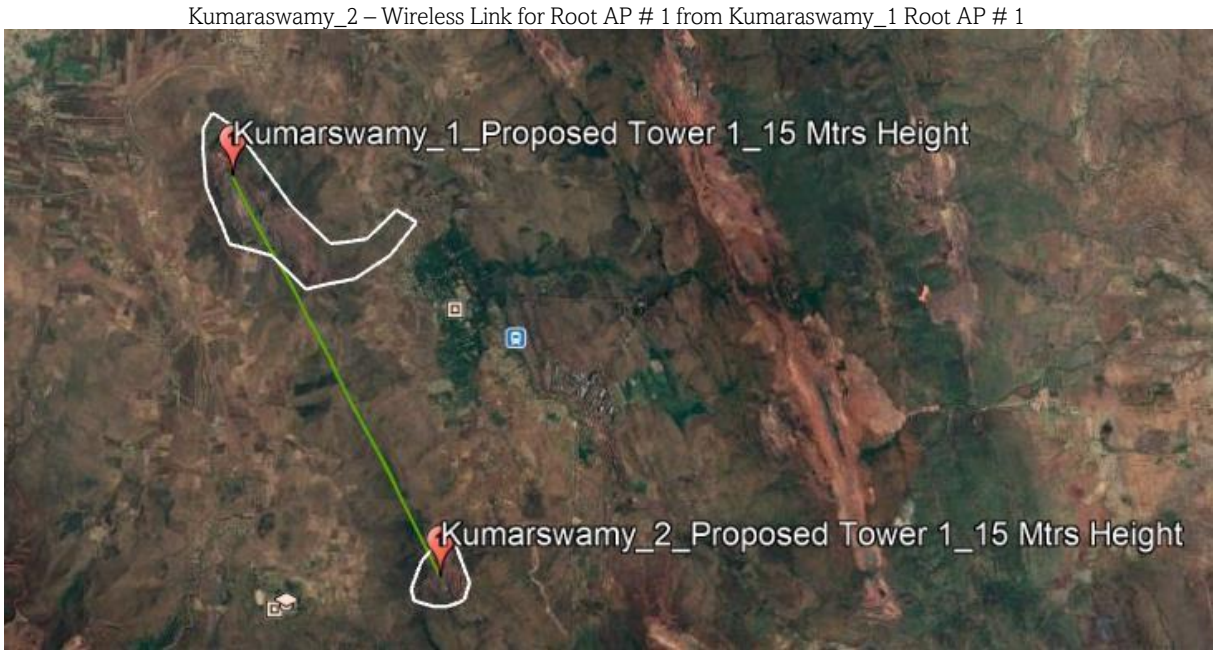 Kumaraswamy_2 – Wireless Link for Root AP # 1 from Kumaraswamy_1 Root AP # 1
Kumarswamy_1_Proposed Tower 1_15 Mtrs Height
Kumarswamy_2_Proposed Tower 1_15 Mtrs Height